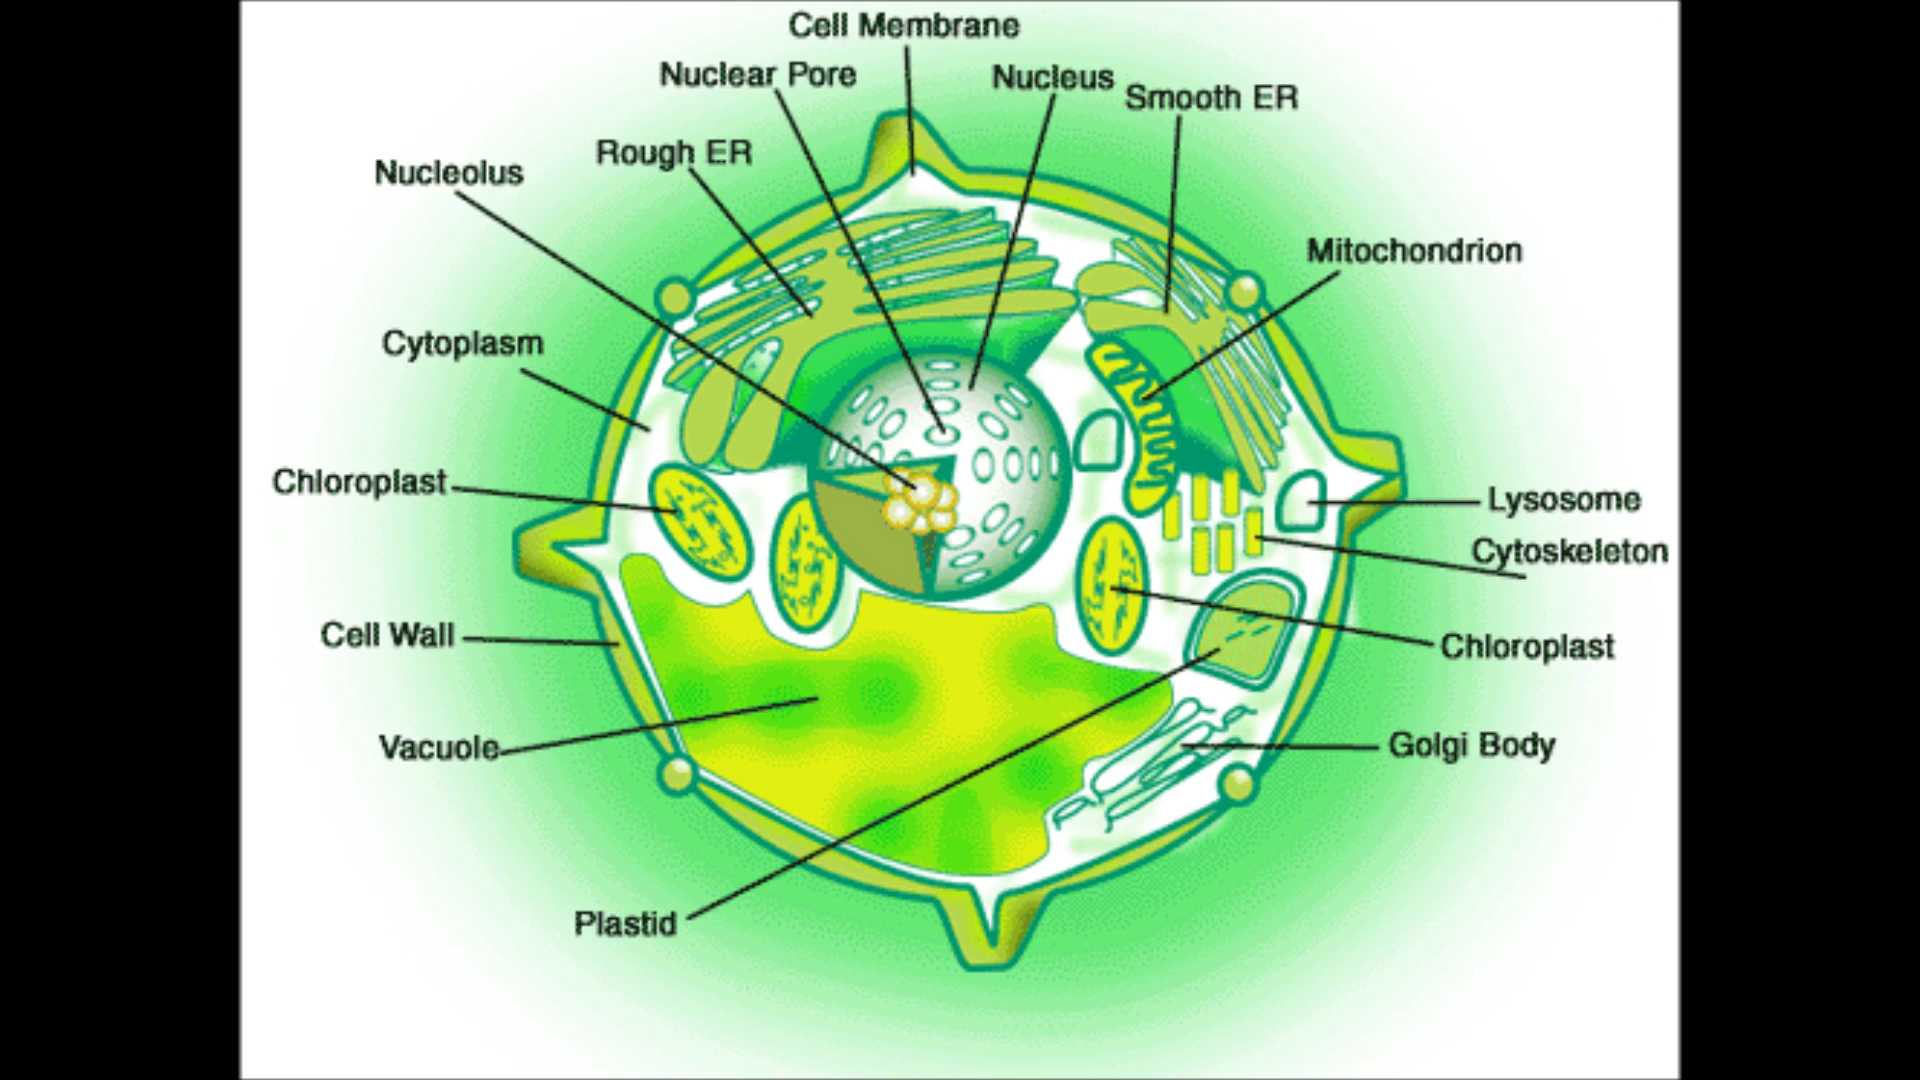 Cell Membrane
Nuclear Pore
Nucleus
Smooth ER
Rough ER
Nucleolus
Mitochondrion
Cytoplasm
Chloroplast
Lysosome
Cytoskeleton
Cell Wall
Chloroplast
Vacuole
Golgi Body
Plastid